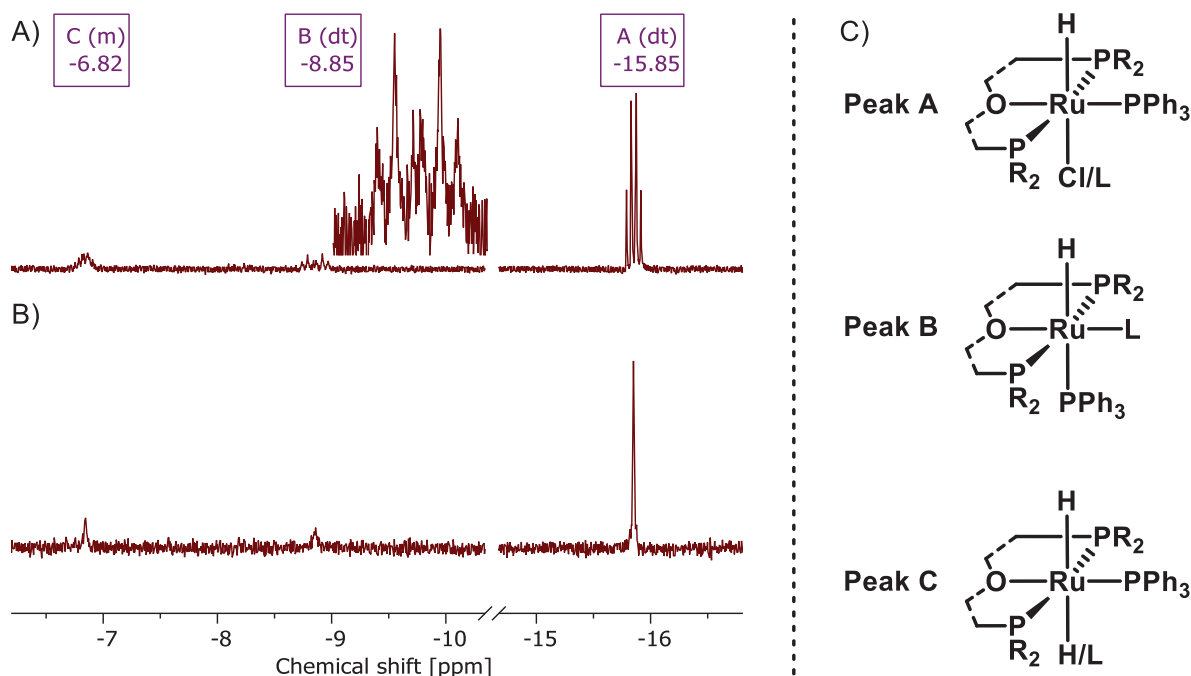 A)
C (m)
-6.82
B (dt)
-8.85
A (dt)
-15.85
B)
-7
-8
-9
-10
-15
-16
Chemical shift [ppm]
C)
Peak A
H
PR2
O
Ru
PPh3
P
R2
Cl/L
Peak B
H
PR2
O
Ru
L
P
R2
PPh3
Peak C
H
PR2
O
Ru
PPh3
P
R2
H/L